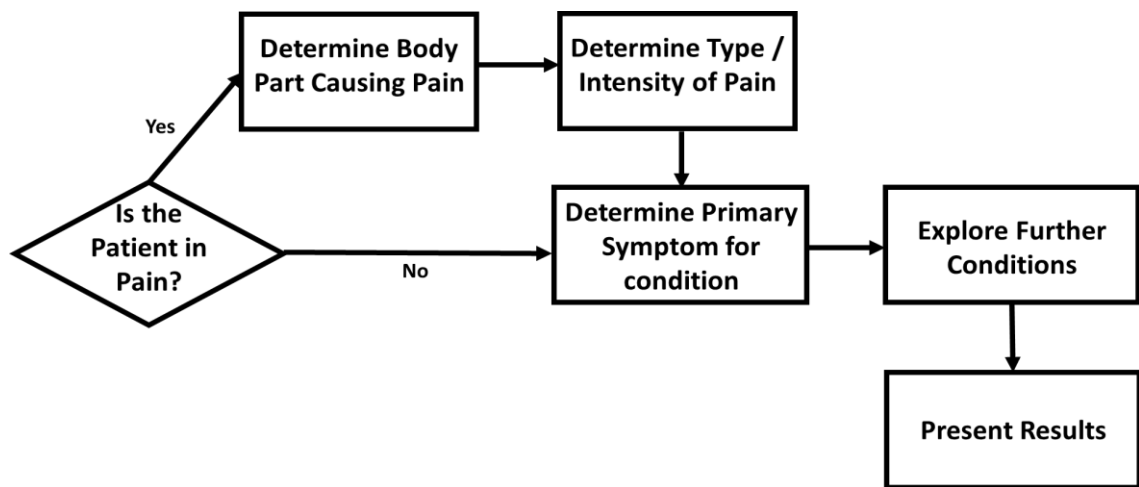 Determine Body
Part Causing Pain
Determine Type /
Intensity of Pain
Yes
Is the
Patient in
Pain?
No
Determine Primary
Symptom for
condition
Explore Further
Conditions
Present Results